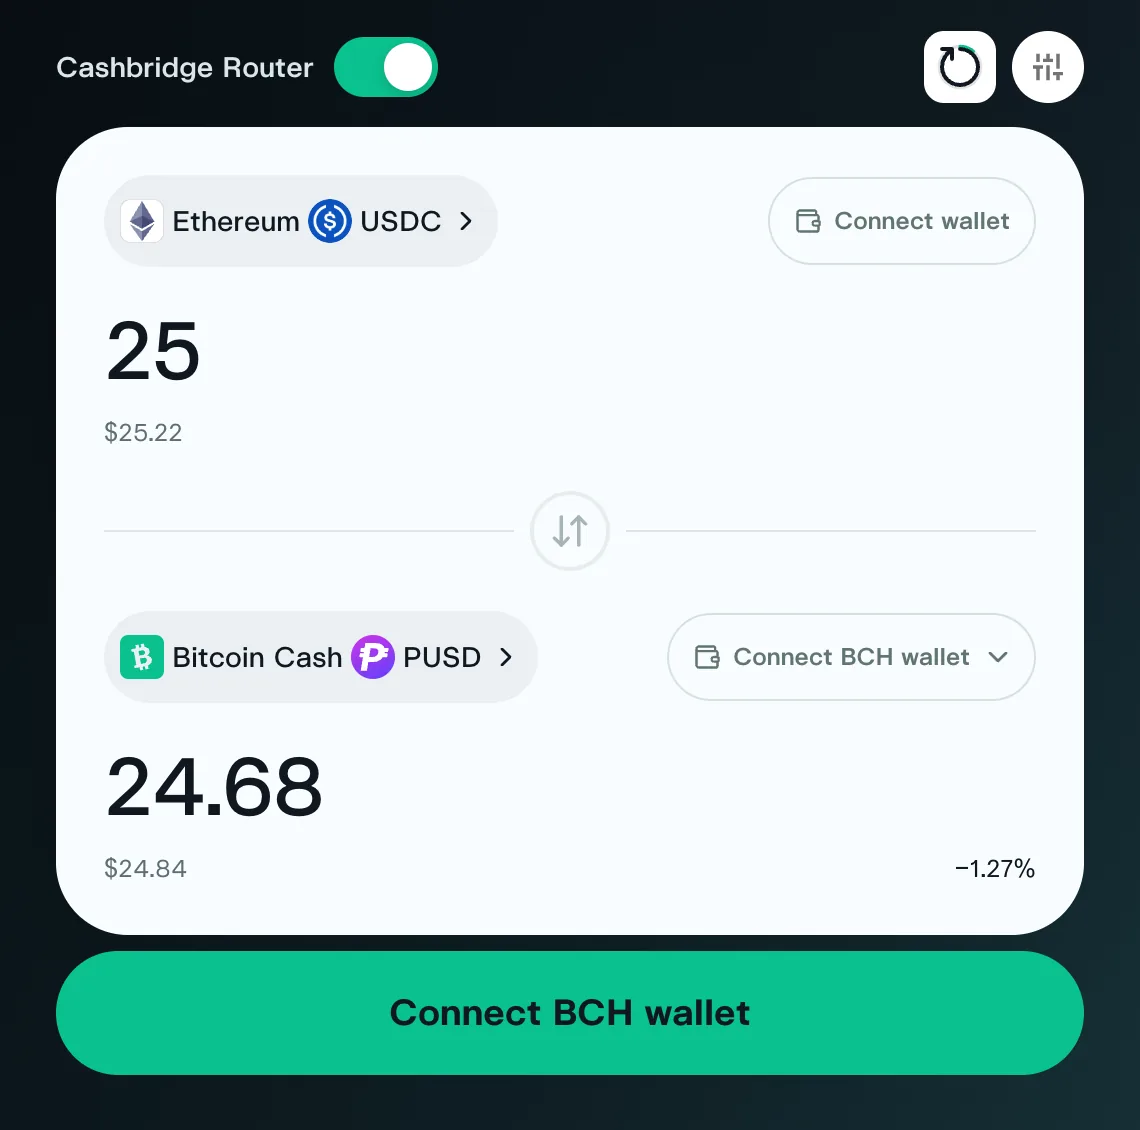 Cashbridge Router
Ethereum USDC
Connect wallet
25
$25.22
Bitcoin Cash PUSD
Connect BCH wallet
24.68
$24.84
−1.27%
Connect BCH wallet